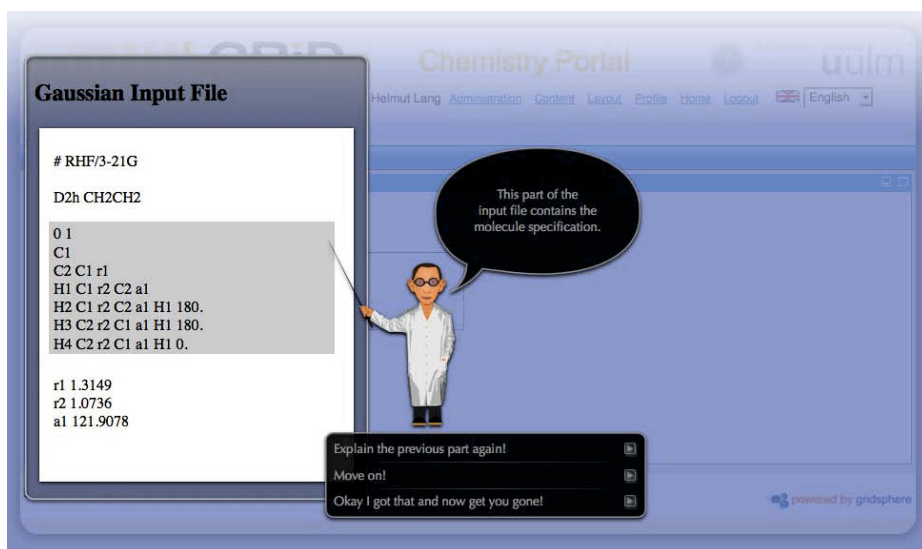 GRiD
Chemistry Portal
uulm
Helmut Lang Administration Content Layout Profile Home Logout English
Gaussian Input File
# RHF/3-21G
D2h CH2CH2
0 1
C1
C2 C1 r1
H1 C1 r2 C2 a1
H2 C1 r2 C2 a1 H1 180.
H3 C2 r2 C1 a1 H1 180.
H4 C2 r2 C1 a1 H1 0.
r1 1.3149
r2 1.0736
a1 121.9078
This part of the
input file contains the
molecule specification.
Explain the previous part again!
Move on!
Okay I got that and now get you gone!
powered by gridsphere